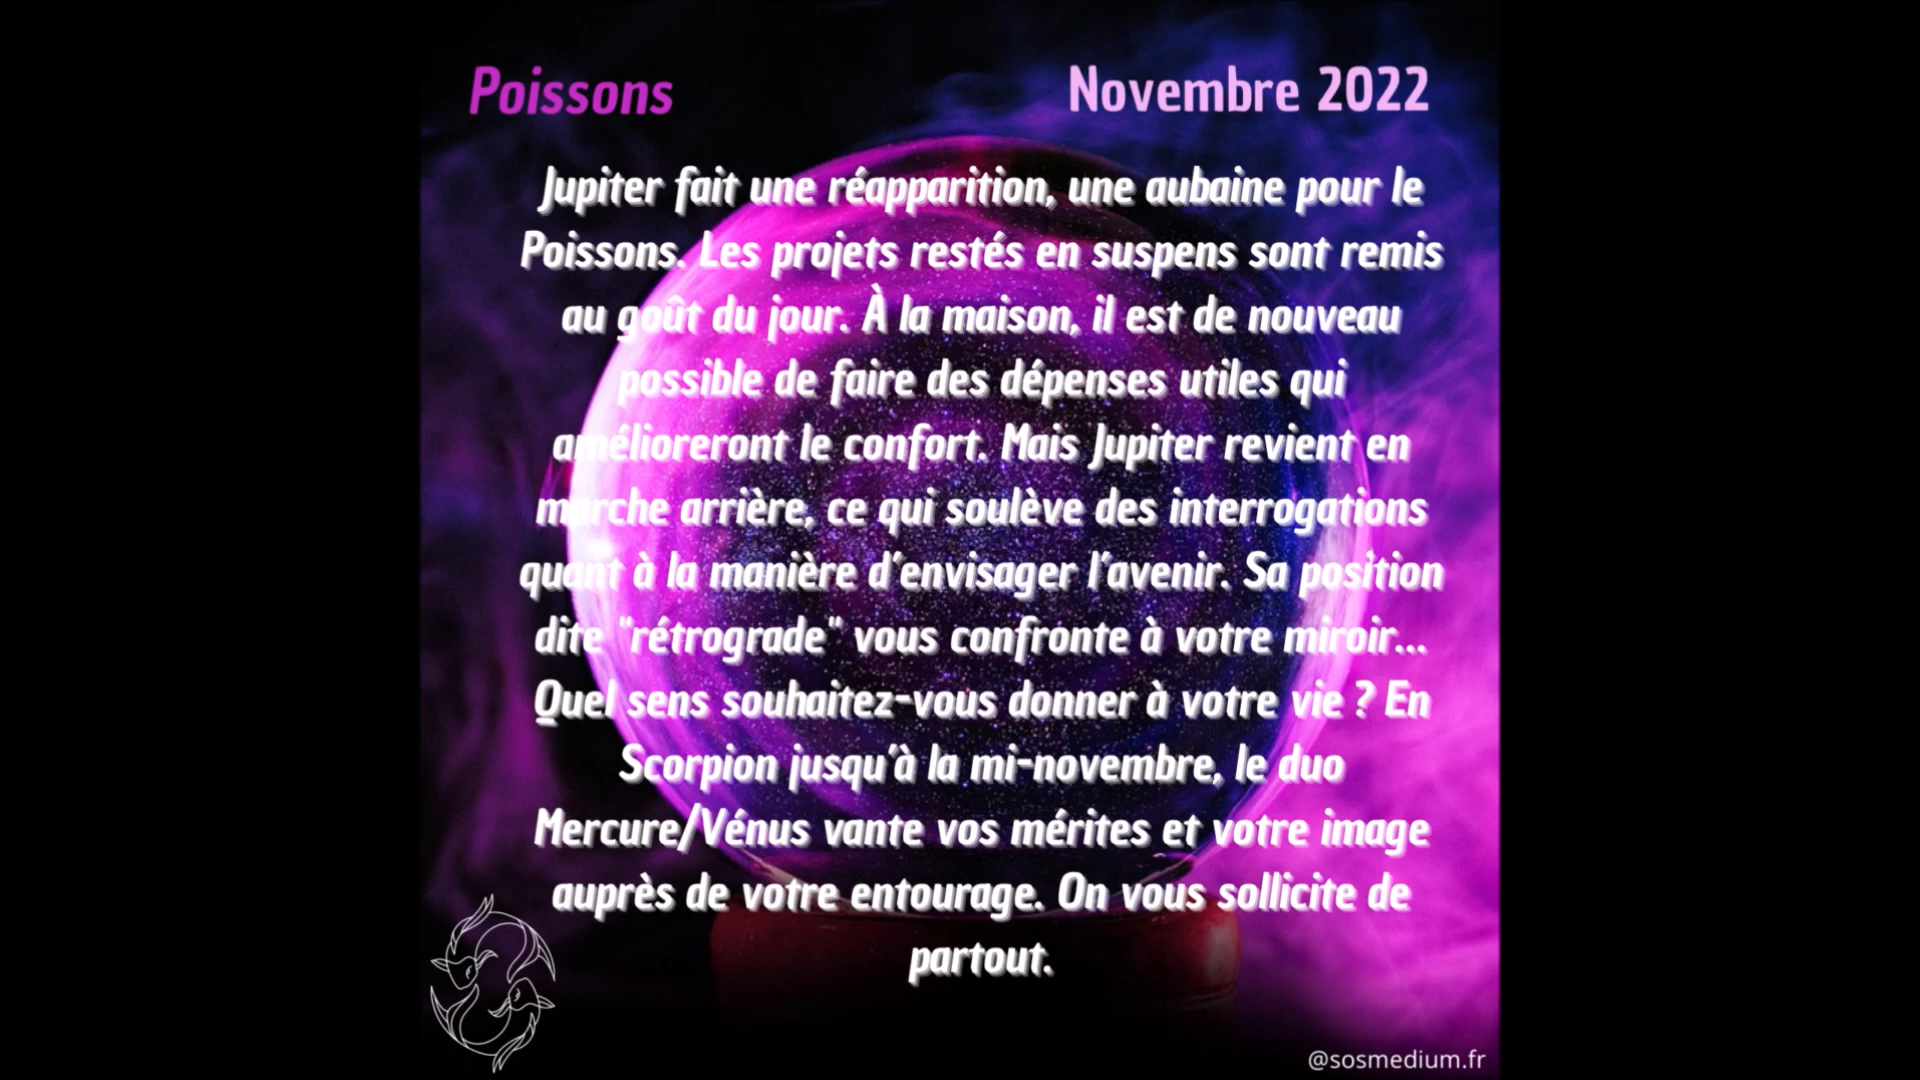 Poissons
Novembre 2022
Jupiter fait une réapparition, une aubaine pour le
Poissons. Les projets restés en suspens sont remis
au goût du jour. À la maison, il est de nouveau
possible de faire des dépenses utiles qui
amélioreront le confort. Mais Jupiter revient en
marche arrière, ce qui soulève des interrogations
quant à la manière d'envisager l'avenir. Sa position
dite "rétrograde" vous confronte à votre miroir...
Quel sens souhaitez-vous donner à votre vie ? En
Scorpion jusqu'à la mi-novembre, le duo
Mercure/Vénus vante vos mérites et votre image
auprès de votre entourage. On vous sollicite de
partout.
@sosmedium.fr